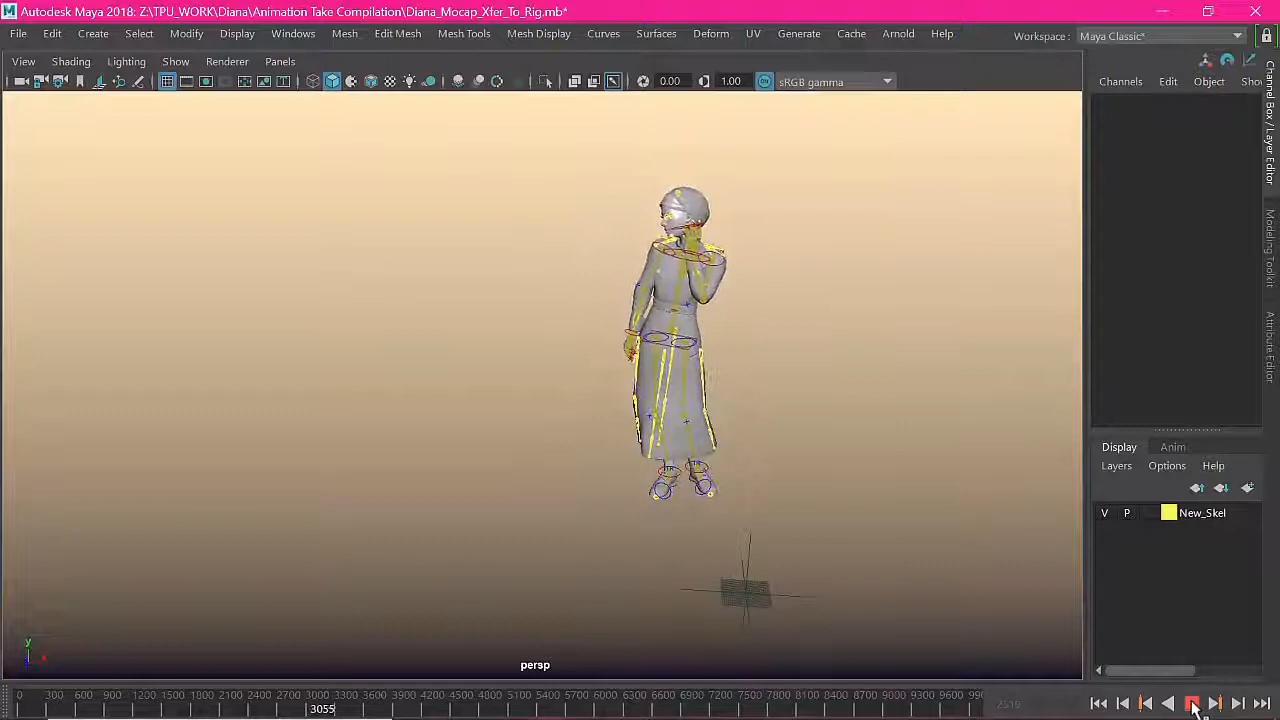 Autodesk Maya 2018: Z:\TPU_WORK\Diana\Animation Take Compilation\Diana_Mocap_Xfer_To_Rig.mb*
File Edit Create Select Modify Display Windows Mesh Edit Mesh Mesh Tools Mesh Display Curves Surfaces Deform UV Generate Cache Arnold Help Workspace : Maya Classic*
View Shading Lighting Show Renderer Panels
0.00 1.00 sRGB gamma
Channels Edit Object Sho
Channel Box / Layer Editor
Modeling Toolkit
Attribute Editor
Display Anim
Layers Options Help
V P New_Skel
y
x
persp
0 300 600 900 1200 1500 1800 2100 2400 2700 3000 3300 3600 3900 4200 4500 4800 5100 5400 5700 6000 6300 6600 6900 7200 7500 7800 8100 8400 8700 9000 9300 9600 99
3055